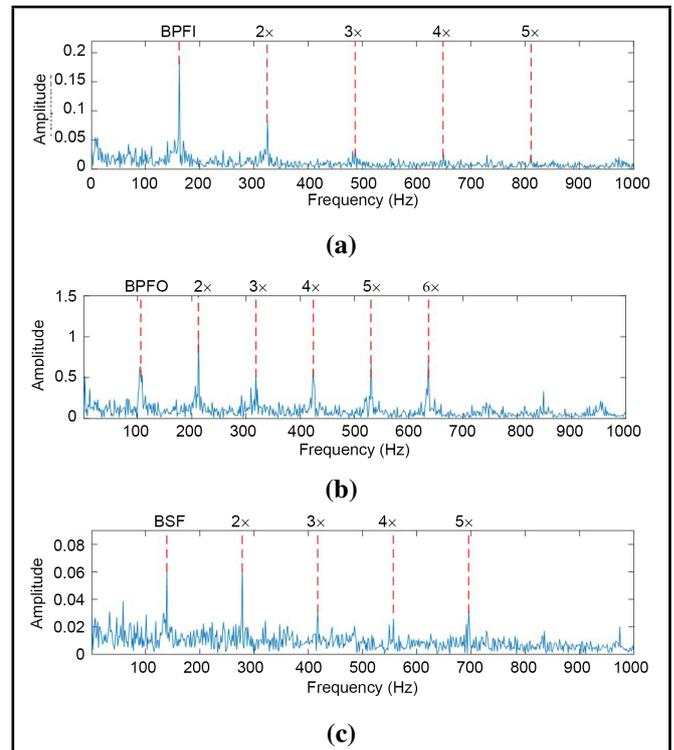 BPFI 2× 3× 4× 5×
0.2
0.15
0.1
0.05
0
Amplitude
0 100 200 300 400 500 600 700 800 900 1000
Frequency (Hz)
(a)
BPFO 2× 3× 4× 5× 6×
1.5
1
0.5
0
Amplitude
100 200 300 400 500 600 700 800 900 1000
Frequency (Hz)
(b)
BSF 2× 3× 4× 5×
0.08
0.06
0.04
0.02
0
Amplitude
100 200 300 400 500 600 700 800 900 1000
Frequency (Hz)
(c)